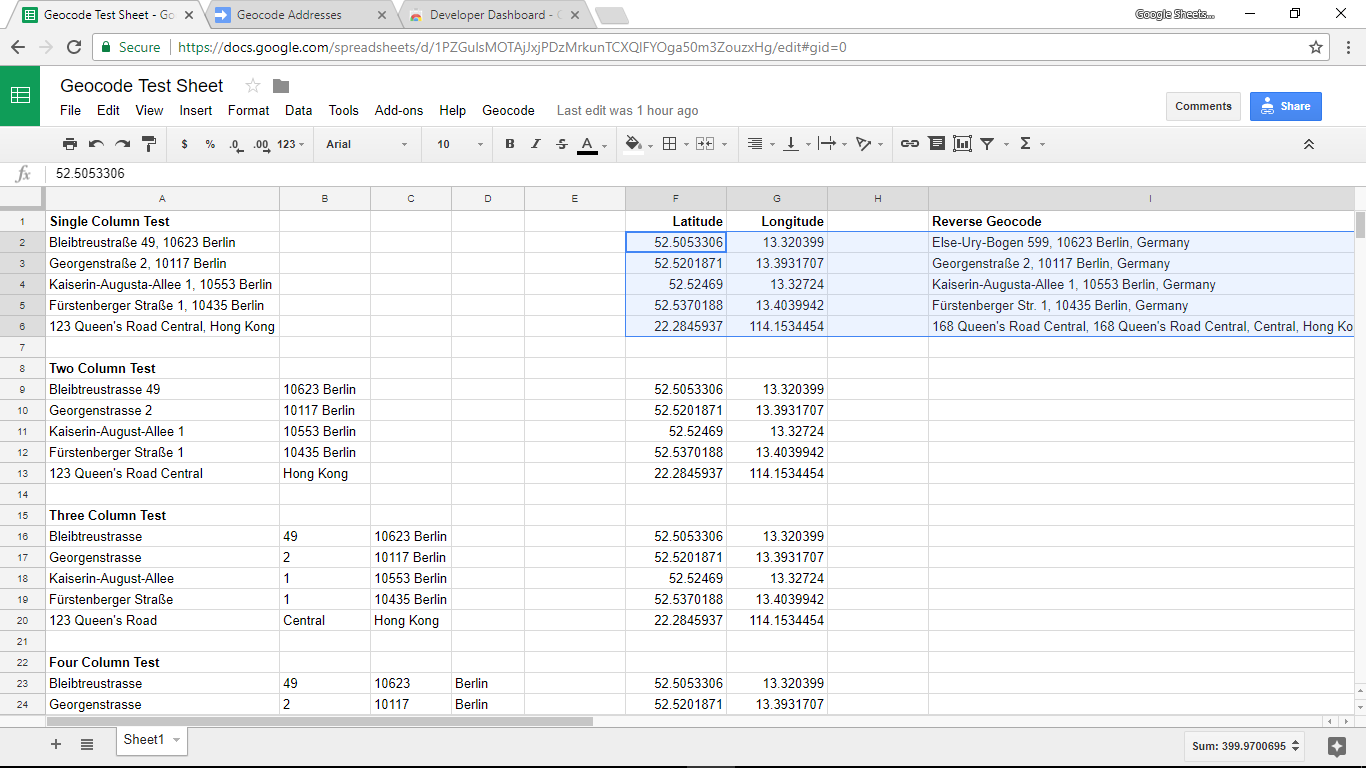 Geocode Test Sheet - Go
Geocode Addresses
Developer Dashboard - C
Google Sheets...
Secure https://docs.google.com/spreadsheets/d/1PZGulsMOTAjJxjPDzMrkunTCXQIFYOga50m3ZouzxHg/edit#gid=0
Geocode Test Sheet
File Edit View Insert Format Data Tools Add-ons Help Geocode Last edit was 1 hour ago
Comments Share
$ % .0 .00 123 Arial 10 B I S A Σ
fx 52.5053306
A B C D E F G H I
1 Single Column Test Latitude Longitude Reverse Geocode
2 Bleibtreustraße 49, 10623 Berlin 52.5053306 13.320399 Else-Ury-Bogen 599, 10623 Berlin, Germany
3 Georgenstraße 2, 10117 Berlin 52.5201871 13.3931707 Georgenstraße 2, 10117 Berlin, Germany
4 Kaiserin-Augusta-Allee 1, 10553 Berlin 52.52469 13.32724 Kaiserin-Augusta-Allee 1, 10553 Berlin, Germany
5 Fürstenberger Straße 1, 10435 Berlin 52.5370188 13.4039942 Fürstenberger Str. 1, 10435 Berlin, Germany
6 123 Queen's Road Central, Hong Kong 22.2845937 114.1534454 168 Queen's Road Central, 168 Queen's Road Central, Central, Hong Ko
7
8 Two Column Test
9 Bleibtreustrasse 49 10623 Berlin 52.5053306 13.320399
10 Georgenstrasse 2 10117 Berlin 52.5201871 13.3931707
11 Kaiserin-August-Allee 1 10553 Berlin 52.52469 13.32724
12 Fürstenberger Straße 1 10435 Berlin 52.5370188 13.4039942
13 123 Queen's Road Central Hong Kong 22.2845937 114.1534454
14
15 Three Column Test
16 Bleibtreustrasse 49 10623 Berlin 52.5053306 13.320399
17 Georgenstrasse 2 10117 Berlin 52.5201871 13.3931707
18 Kaiserin-August-Allee 1 10553 Berlin 52.52469 13.32724
19 Fürstenberger Straße 1 10435 Berlin 52.5370188 13.4039942
20 123 Queen's Road Central Hong Kong 22.2845937 114.1534454
21
22 Four Column Test
23 Bleibtreustrasse 49 10623 Berlin 52.5053306 13.320399
24 Georgenstrasse 2 10117 Berlin 52.5201871 13.3931707
Sheet1 Sum: 399.9700695